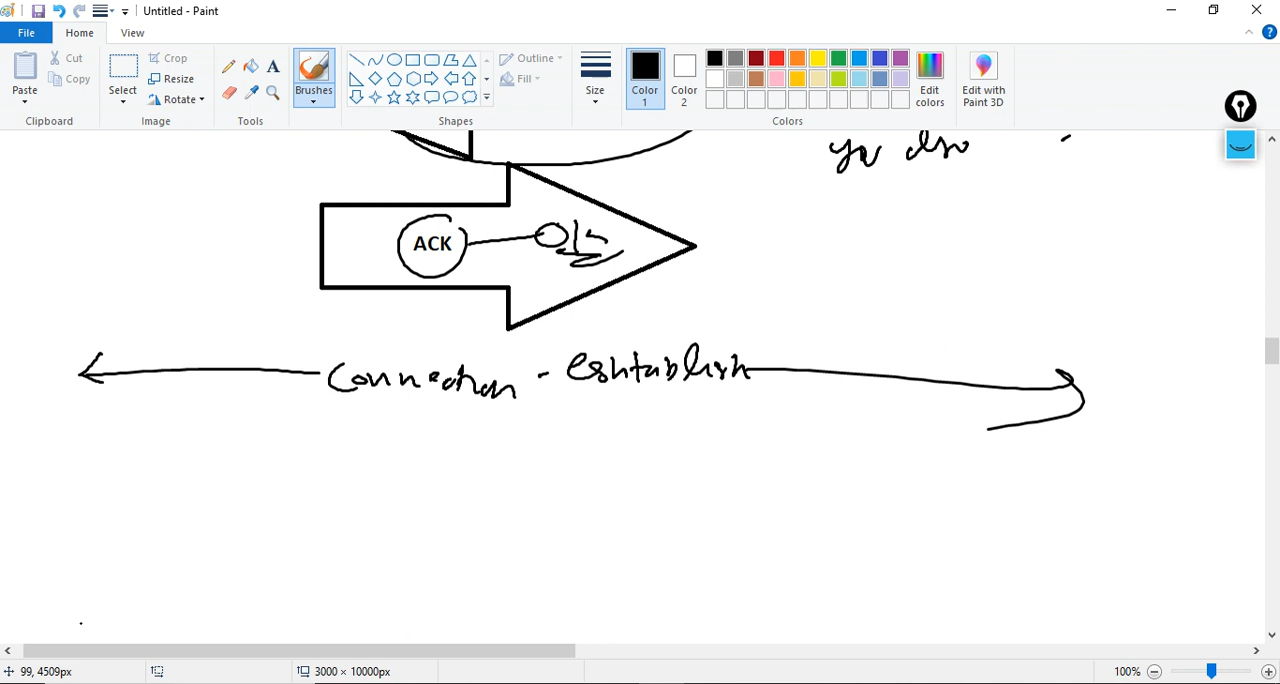 Untitled - Paint
File Home View
Paste Cut Copy Clipboard
Select Crop Resize Rotate Image
Tools
Brushes
Outline Fill Shapes
Size
Color 1 Color 2 Edit colors Edit with Paint 3D Colors
ACK OK
Connection - Eshtablish
99, 4509px 3000 × 10000px 100%